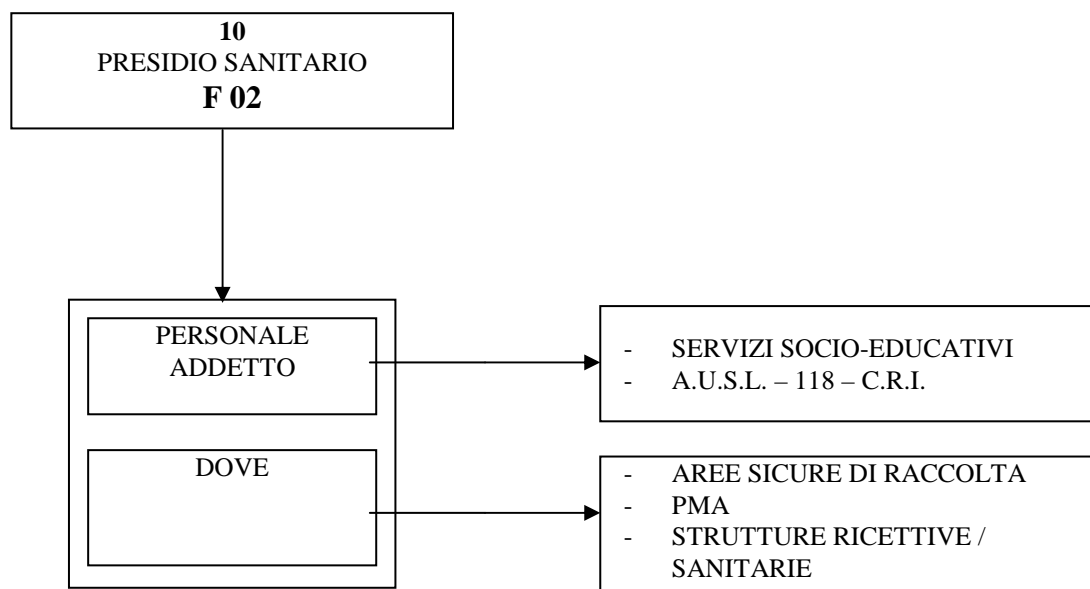 10
PRESIDIO SANITARIO
F 02
PERSONALE
ADDETTO
- SERVIZI SOCIO-EDUCATIVI
- A.U.S.L. – 118 – C.R.I.
DOVE
- AREE SICURE DI RACCOLTA
- PMA
- STRUTTURE RICETTIVE /
SANITARIE